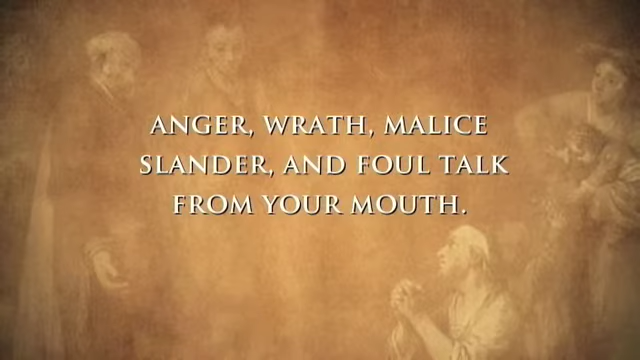 ANGER, WRATH, MALICE
SLANDER, AND FOUL TALK
FROM YOUR MOUTH.